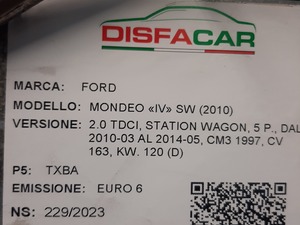 DISFACAR
MARCA: FORD
MODELLO: MONDEO «IV» SW (2010)
VERSIONE: 2.0 TDCI, STATION WAGON, 5 P., DAL
2010-03 AL 2014-05, CM3 1997, CV
163, KW. 120 (D)
P5: TXBA
EMISSIONE: EURO 6
NS: 229/2023